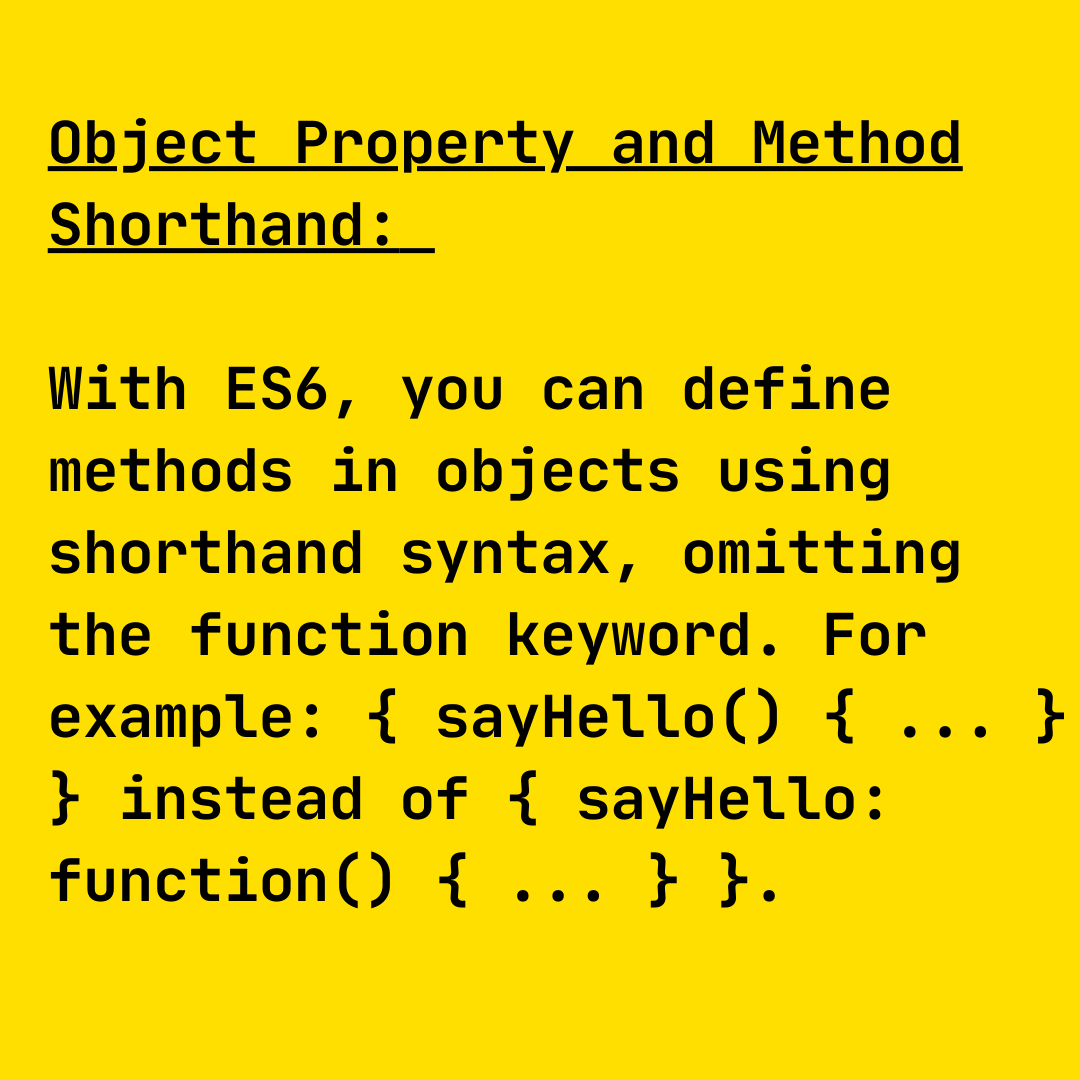 Object Property and Method
Shorthand:
With ES6, you can define
methods in objects using
shorthand syntax, omitting
the function keyword. For
example: { sayHello() { ... }
} instead of { sayHello:
function() { ... } }.